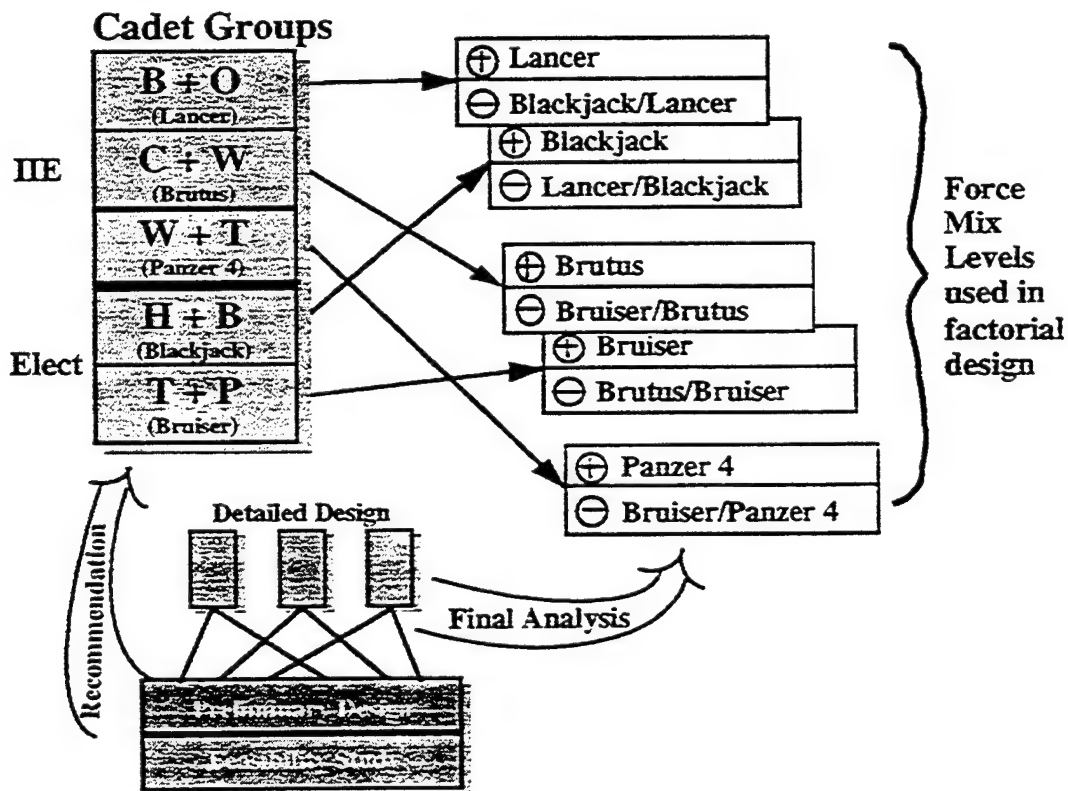 Cadet Groups
B + O
(Lancer)
C + W
(Brutus)
W + T
(Panzer 4)
H + B
(Blackjack)
T + P
(Bruiser)
IIE
Elect
⊕ Lancer
⊖ Blackjack/Lancer
⊕ Blackjack
⊖ Lancer/Blackjack
⊕ Brutus
⊖ Bruiser/Brutus
⊕ Bruiser
⊖ Brutus/Bruiser
⊕ Panzer 4
⊖ Bruiser/Panzer 4
Force
Mix
Levels
used in
factorial
design
Detailed Design
Recommendation
Final Analysis
Preliminary Design